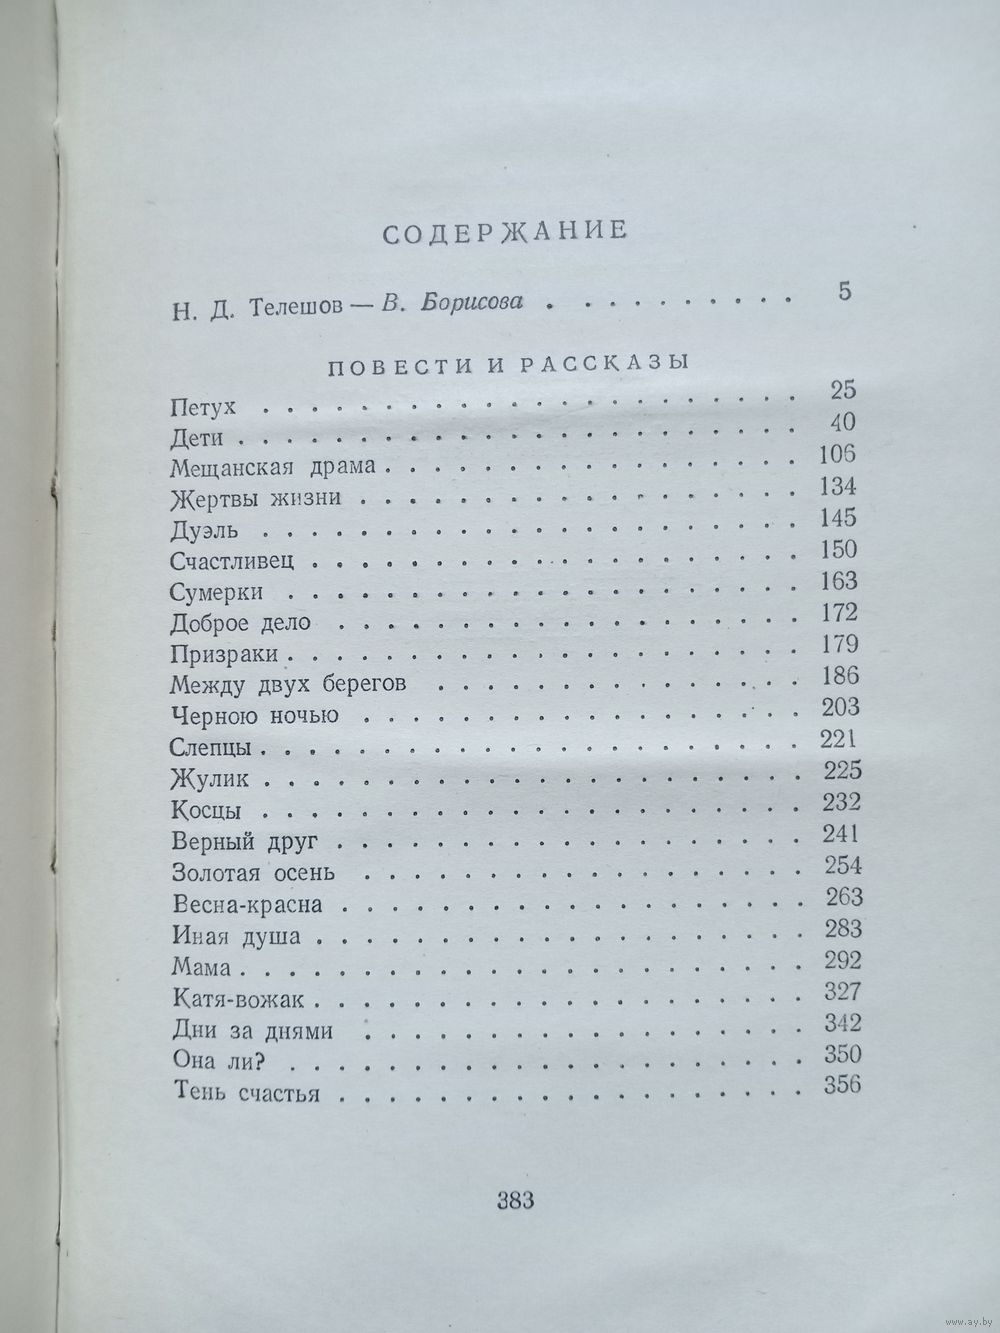 СОДЕРЖАНИЕ
Н. Д. Телешов — В. Борисова . . . . . . . . . . . 5
ПОВЕСТИ И РАССКАЗЫ
Петух . . . . . . . . . . . . . . . . . . . . . . 25
Дети . . . . . . . . . . . . . . . . . . . . . . . 40
Мещанская драма . . . . . . . . . . . . . . . . . 106
Жертвы жизни . . . . . . . . . . . . . . . . . . 134
Дуэль . . . . . . . . . . . . . . . . . . . . . . 145
Счастливец . . . . . . . . . . . . . . . . . . . . 150
Сумерки . . . . . . . . . . . . . . . . . . . . . 163
Доброе дело . . . . . . . . . . . . . . . . . . . 172
Призраки . . . . . . . . . . . . . . . . . . . . . 179
Между двух берегов . . . . . . . . . . . . . . . 186
Черною ночью . . . . . . . . . . . . . . . . . . 203
Слепцы . . . . . . . . . . . . . . . . . . . . . . 221
Жулик . . . . . . . . . . . . . . . . . . . . . . 225
Косцы . . . . . . . . . . . . . . . . . . . . . . 232
Верный друг . . . . . . . . . . . . . . . . . . . 241
Золотая осень . . . . . . . . . . . . . . . . . . 254
Весна-красна . . . . . . . . . . . . . . . . . . . 263
Иная душа . . . . . . . . . . . . . . . . . . . . 283
Мама . . . . . . . . . . . . . . . . . . . . . . . 292
Катя-вожак . . . . . . . . . . . . . . . . . . . . 327
Дни за днями . . . . . . . . . . . . . . . . . . 342
Она ли? . . . . . . . . . . . . . . . . . . . . . 350
Тень счастья . . . . . . . . . . . . . . . . . . . 356
383
www.ay.by